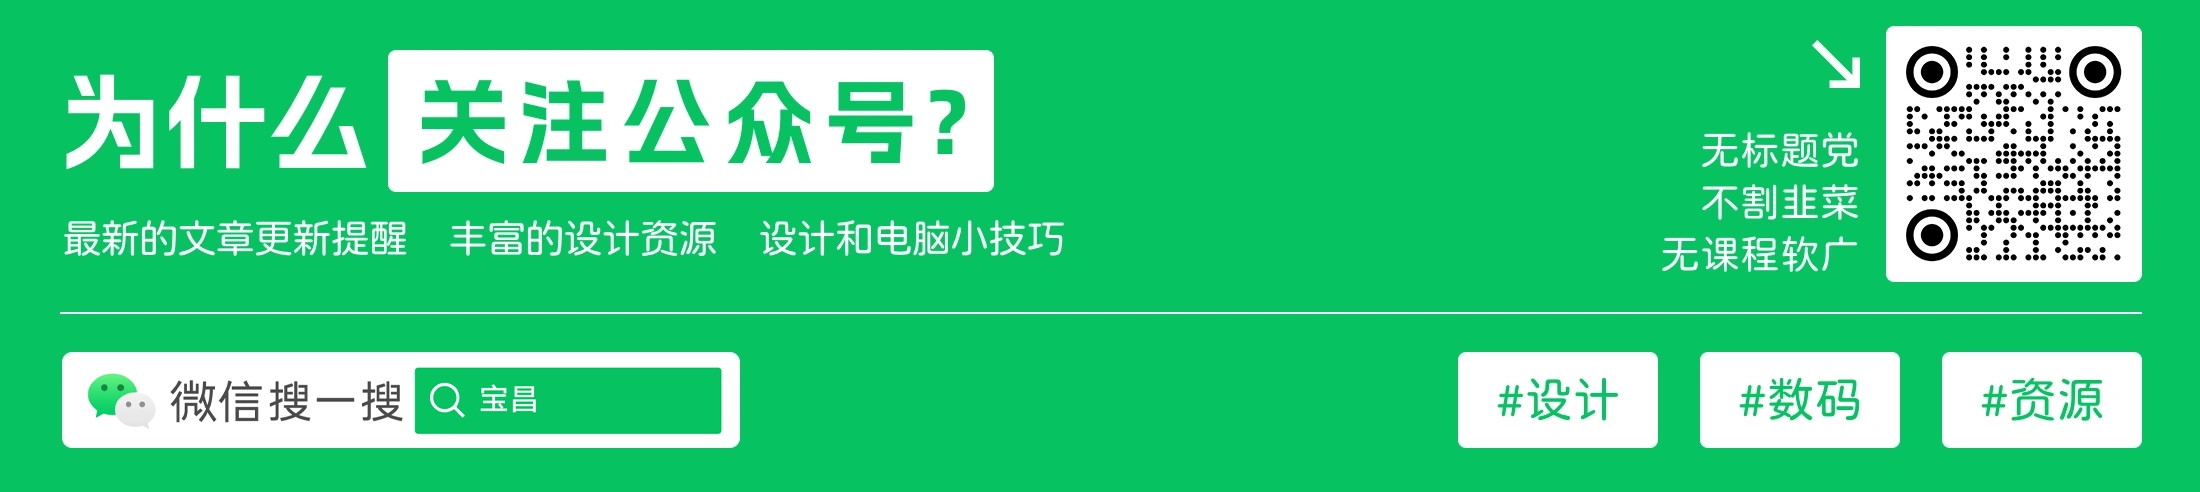 为什么 关注公众号?
最新的文章更新提醒 丰富的设计资源 设计和电脑小技巧
无标题党
不割韭菜
无课程软广
微信搜一搜 宝昌
#设计 #数码 #资源